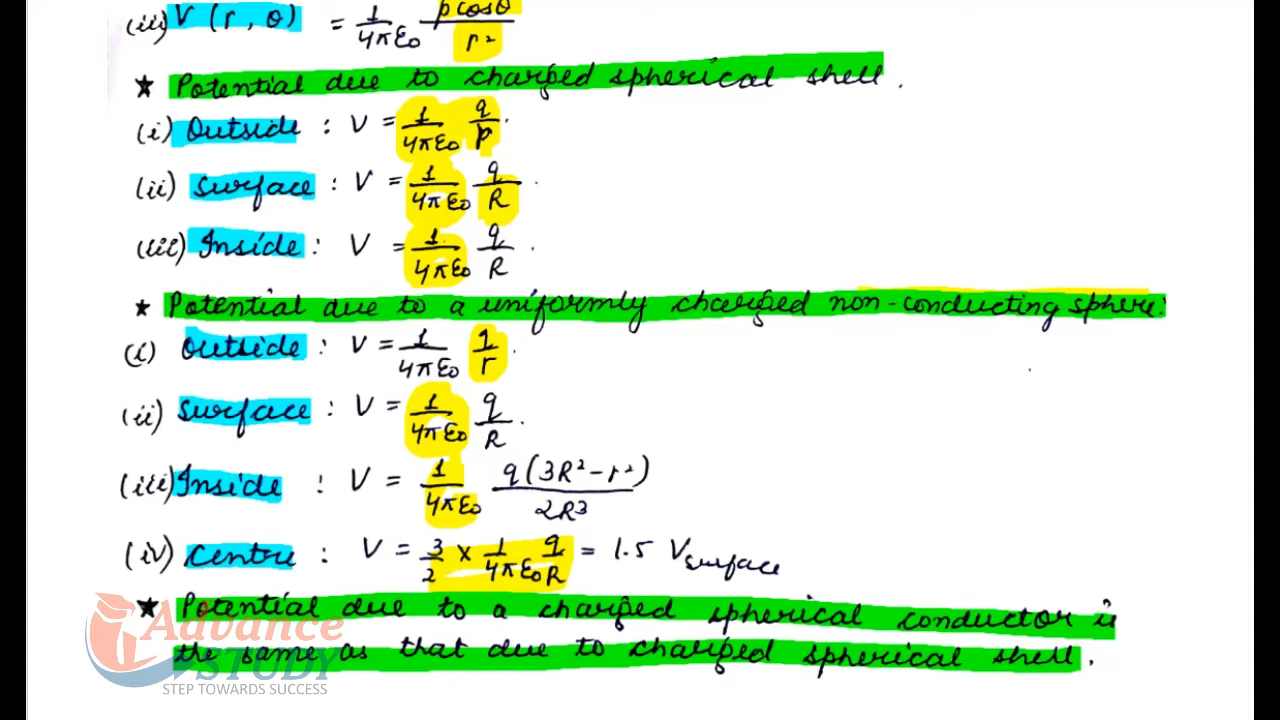 (iii) V (r, θ) = 1/4πε0 pcosθ/r²
★ Potential due to charged spherical shell.
(i) Outside : V = 1/4πε0 q/r.
(ii) Surface : V = 1/4πε0 q/R.
(iii) Inside : V = 1/4πε0 q/R.
★ Potential due to a uniformly charged non-conducting sphere:
(i) Outside : V = 1/4πε0 q/r.
(ii) Surface : V = 1/4πε0 q/R.
(iii) Inside : V = 1/4πε0 q(3R²-r²)/2R³
(iv) Centre : V = 3/2 × 1/4πε0 q/R = 1.5 Vsurface
★ Potential due to a charged spherical conductor is
the same as that due to charged spherical shell.
Advance
STUDY
STEP TOWARDS SUCCESS